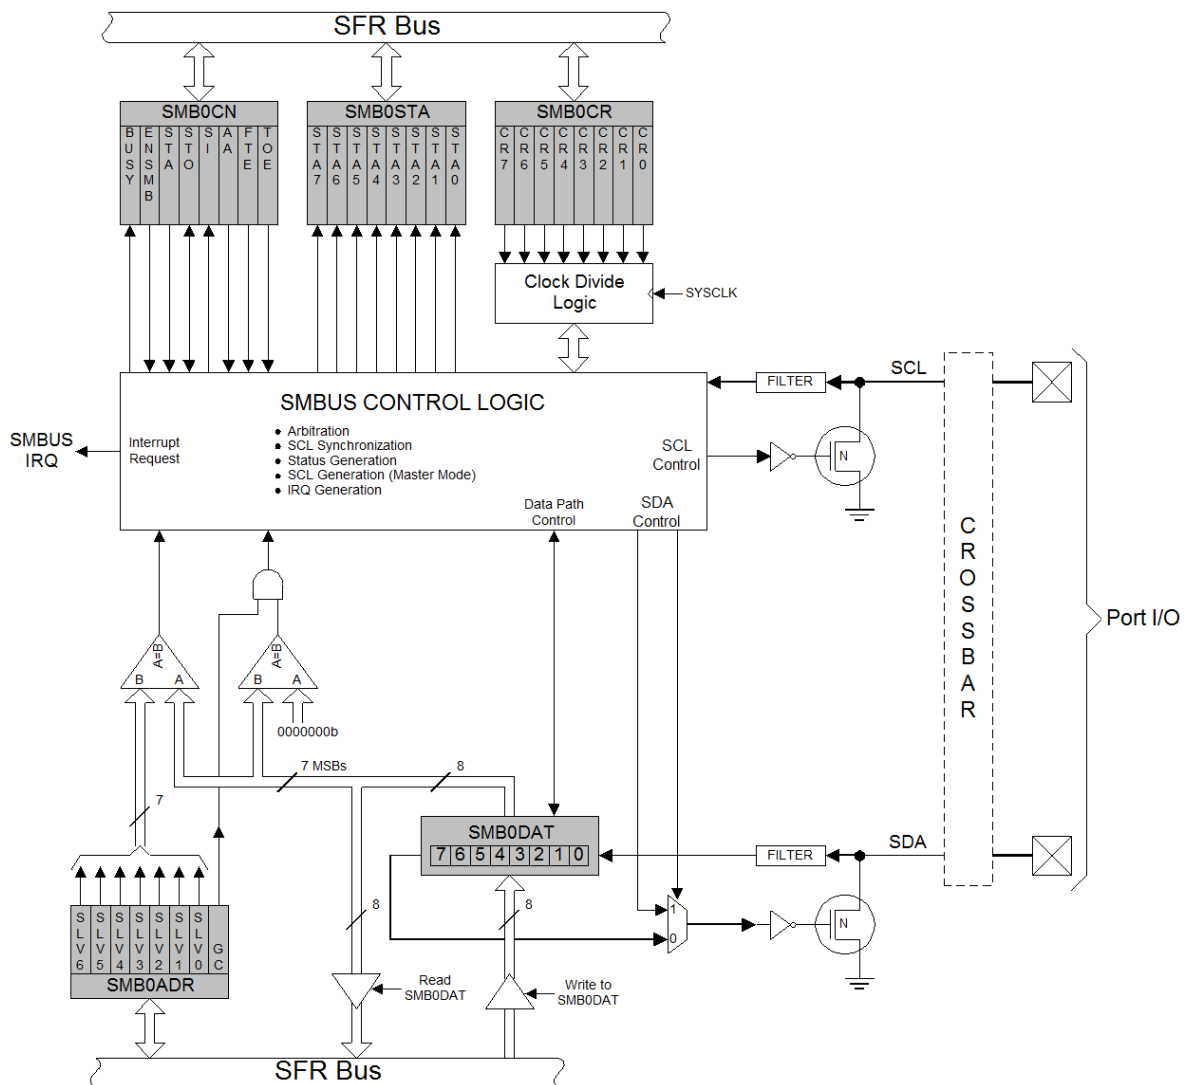 SFR Bus
SMB0CN
BUSY
ENSMB
STA
STO
SI
AA
FTE
TOE
SMB0STA
STA7
STA6
STA5
STA4
STA3
STA2
STA1
STA0
SMB0CR
CR7
CR6
CR5
CR4
CR3
CR2
CR1
CR0
Clock Divide
Logic
SYSCLK
SMBUS CONTROL LOGIC
Arbitration
SCL Synchronization
Status Generation
SCL Generation (Master Mode)
IRQ Generation
SMBUS
IRQ
Interrupt
Request
SCL
Control
Data Path
Control
SDA
Control
FILTER
SCL
N
CROSSBAR
Port I/O
A=B
B
A
A=B
B
A
0000000b
7 MSBs
8
7
SMB0DAT
7 6 5 4 3 2 1 0
FILTER
SDA
1
0
N
8
8
SLV6
SLV5
SLV4
SLV3
SLV2
SLV1
SLV0
GC
SMB0ADR
Read
SMB0DAT
Write to
SMB0DAT
SFR Bus